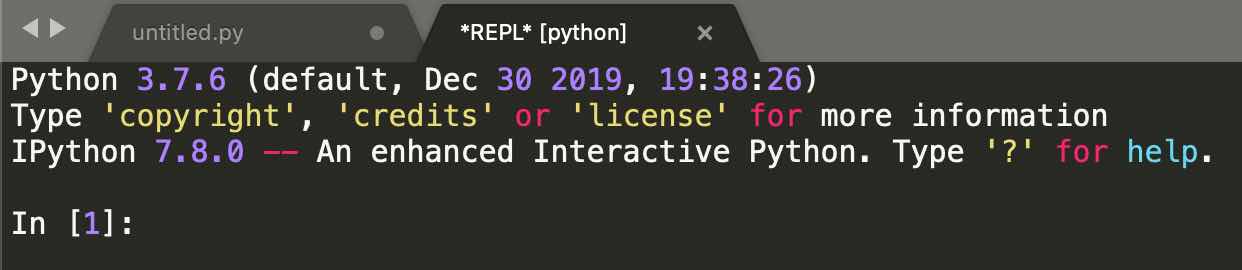 untitled.py
*REPL* [python]
Python 3.7.6 (default, Dec 30 2019, 19:38:26)
Type 'copyright', 'credits' or 'license' for more information
IPython 7.8.0 -- An enhanced Interactive Python. Type '?' for help.
In [1]: